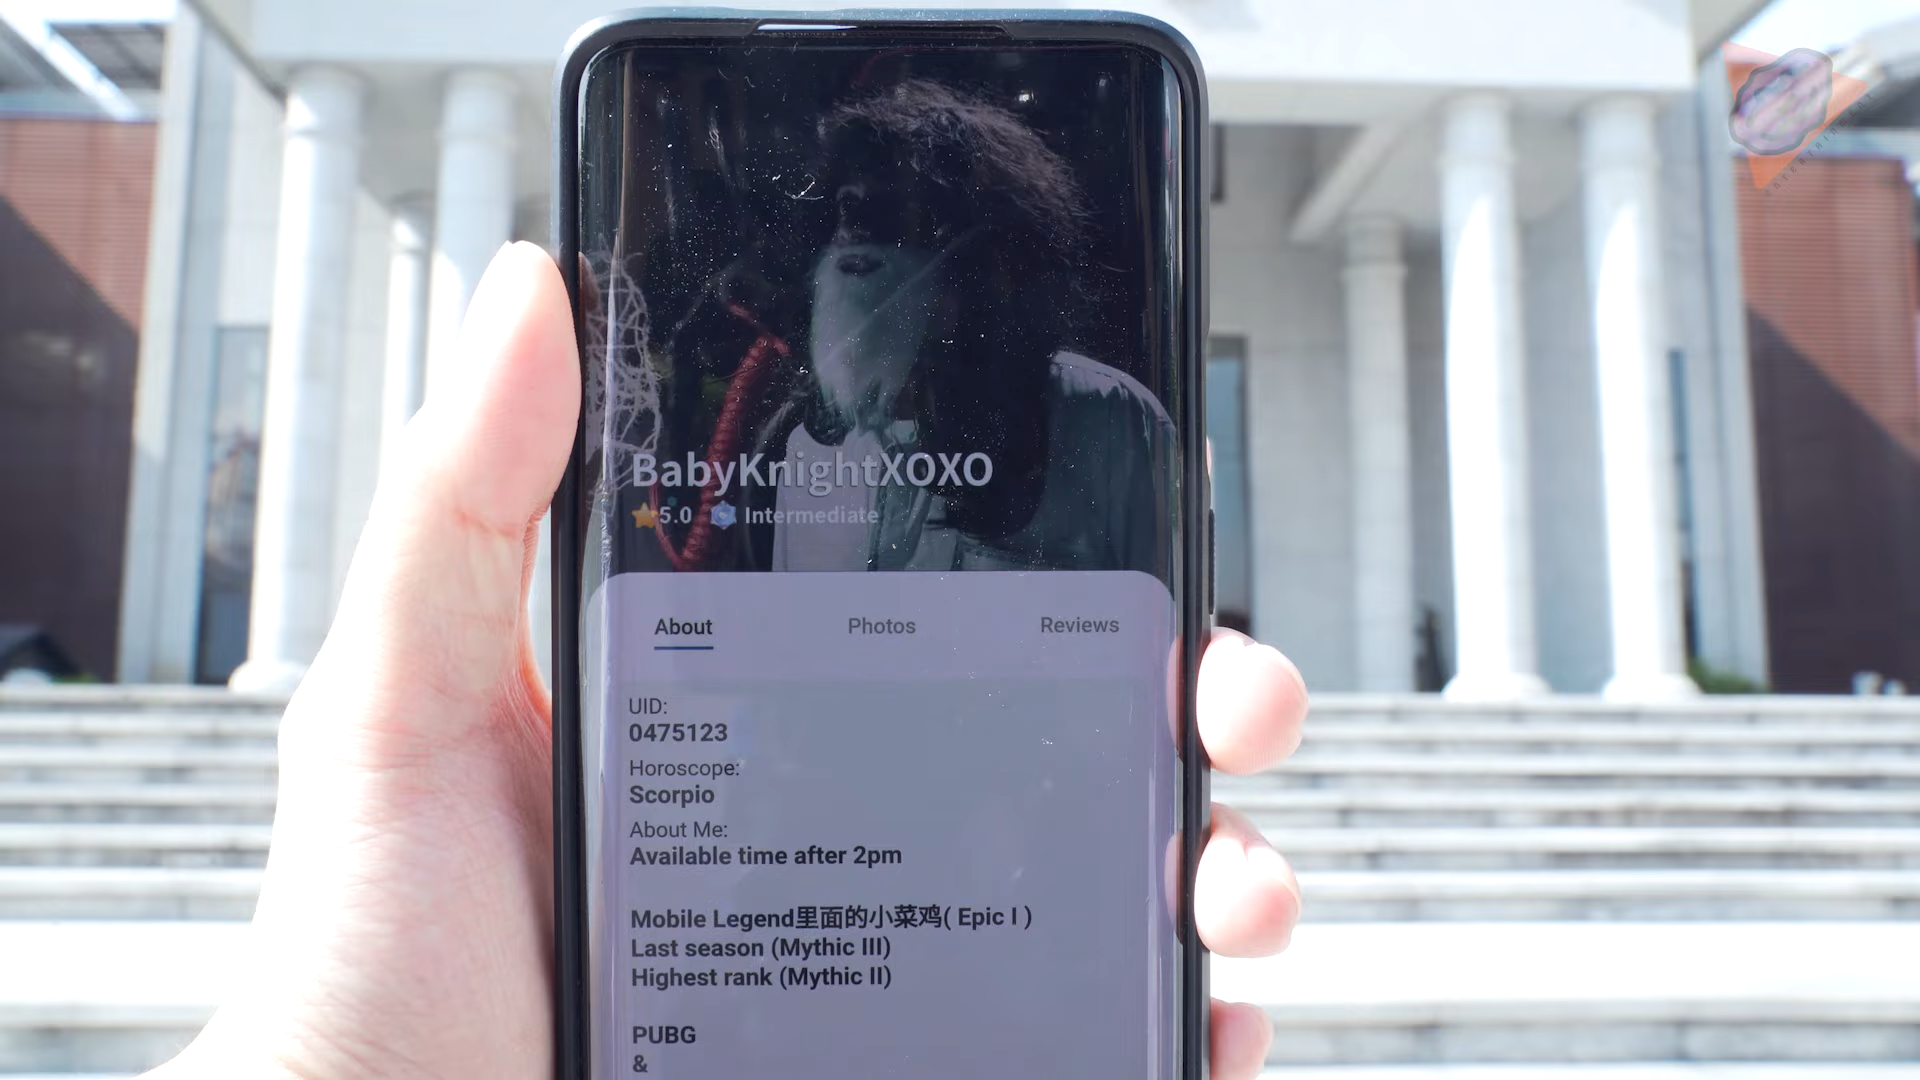 BabyKnightXOXO
5.0 Intermediate
About Photos Reviews
UID:
0475123
Horoscope:
Scorpio
About Me:
Available time after 2pm
Mobile Legend里面的小菜鸡( Epic I )
Last season (Mythic III)
Highest rank (Mythic II)
PUBG
&